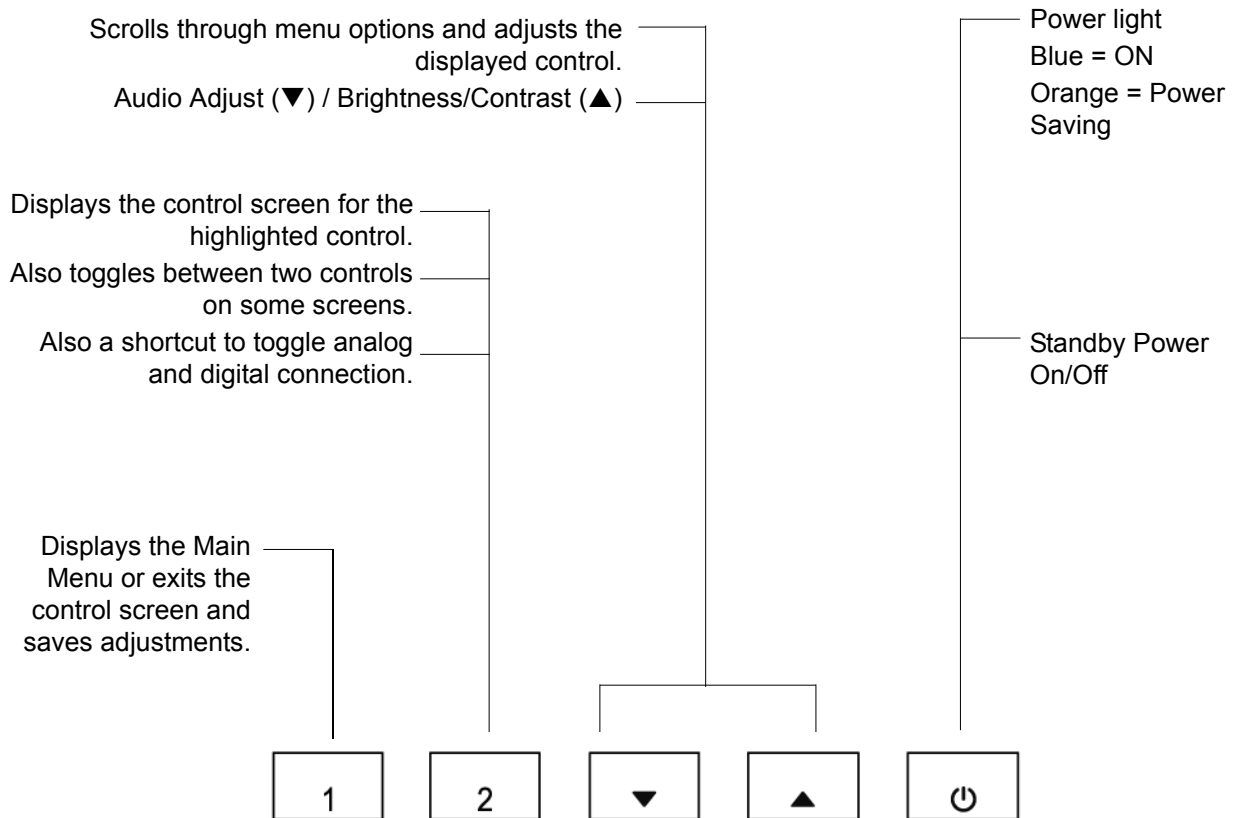 Scrolls through menu options and adjusts the
displayed control.
Audio Adjust (▼) / Brightness/Contrast (▲)
Power light
Blue = ON
Orange = Power
Saving
Displays the control screen for the
highlighted control.
Also toggles between two controls
on some screens.
Also a shortcut to toggle analog
and digital connection.
Standby Power
On/Off
Displays the Main
Menu or exits the
control screen and
saves adjustments.
1 2 ▼ ▲ ⏻